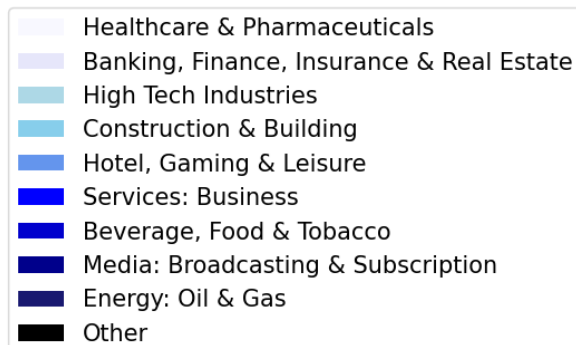 Healthcare & Pharmaceuticals
Banking, Finance, Insurance & Real Estate
High Tech Industries
Construction & Building
Hotel, Gaming & Leisure
Services: Business
Beverage, Food & Tobacco
Media: Broadcasting & Subscription
Energy: Oil & Gas
Other